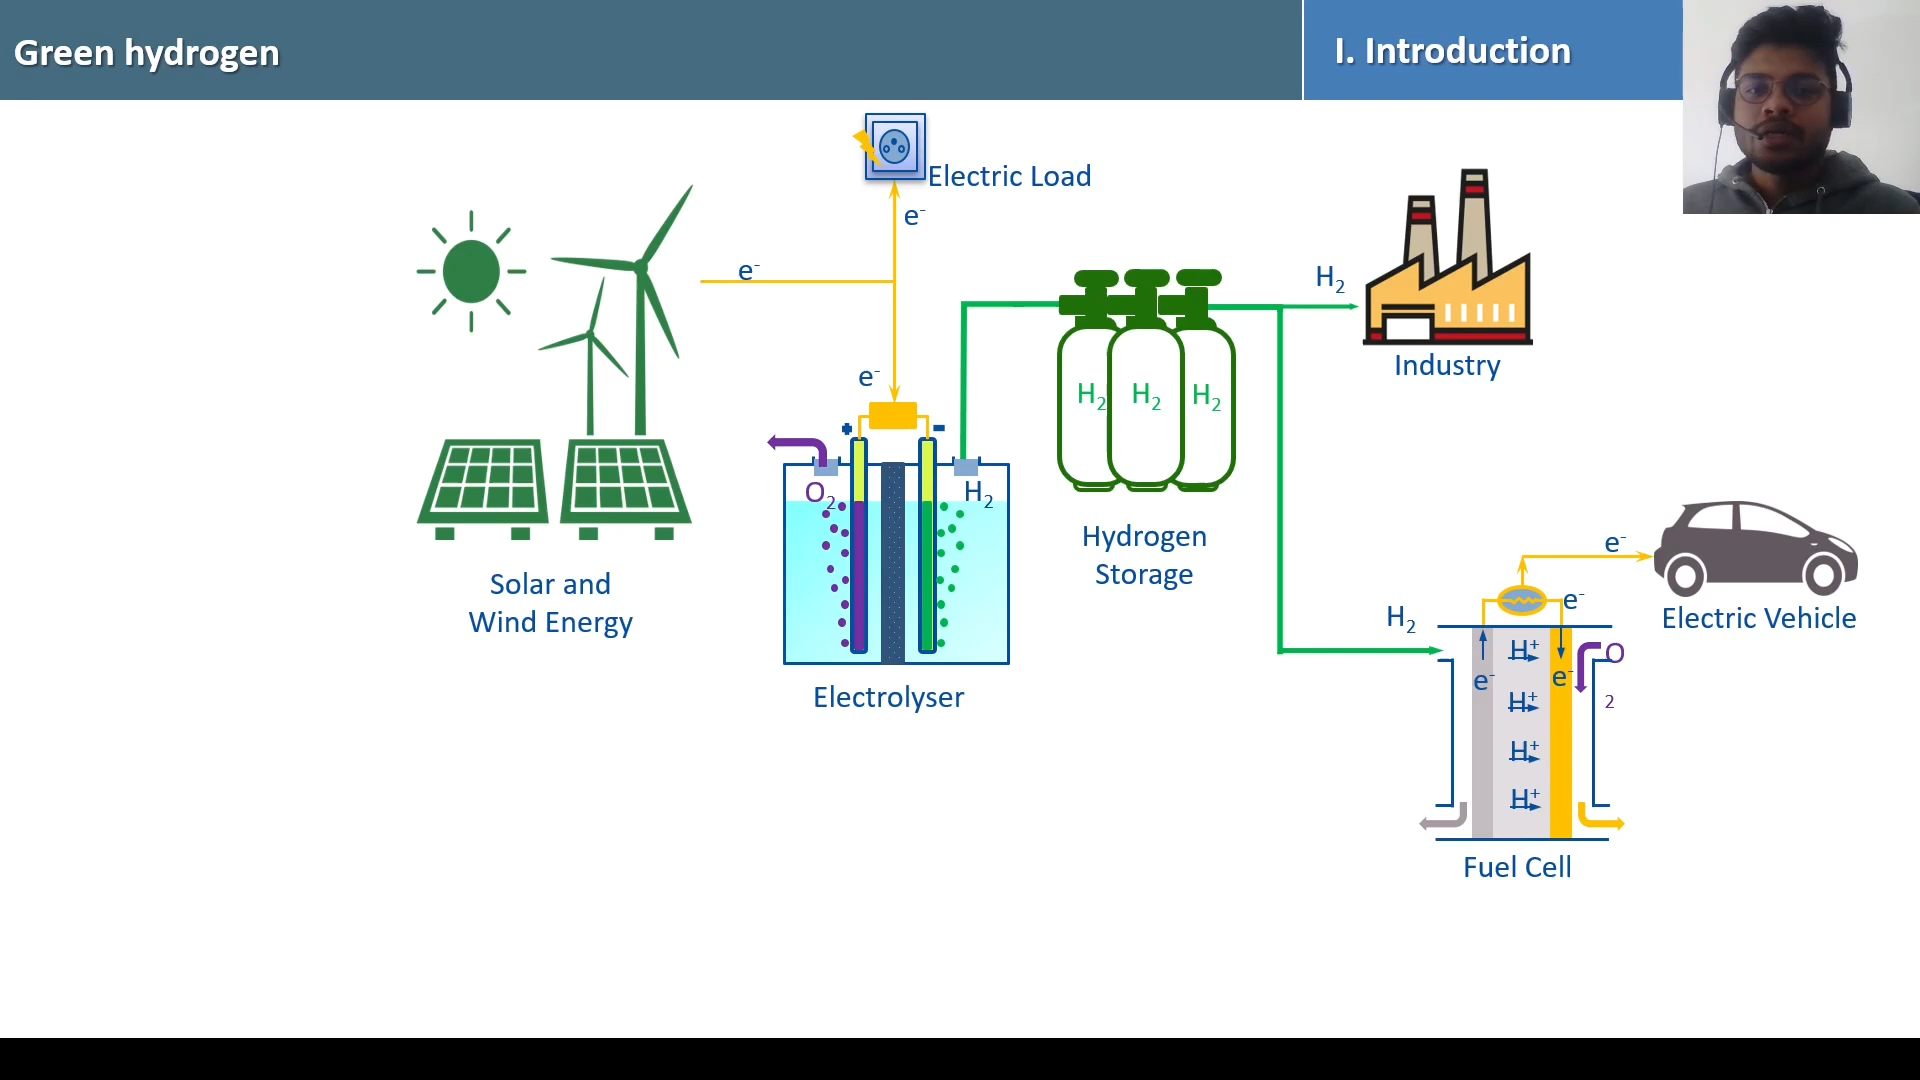 Green hydrogen
I. Introduction
Electric Load
e⁻
e⁻
H₂
e⁻
Industry
H₂ H₂ H₂
O₂
H₂
Hydrogen
Storage
e⁻
Solar and
Wind Energy
e⁻
H₂
Electric Vehicle
H⁺
O
e⁻
e⁻
H⁺
2
Electrolyser
H⁺
H⁺
Fuel Cell